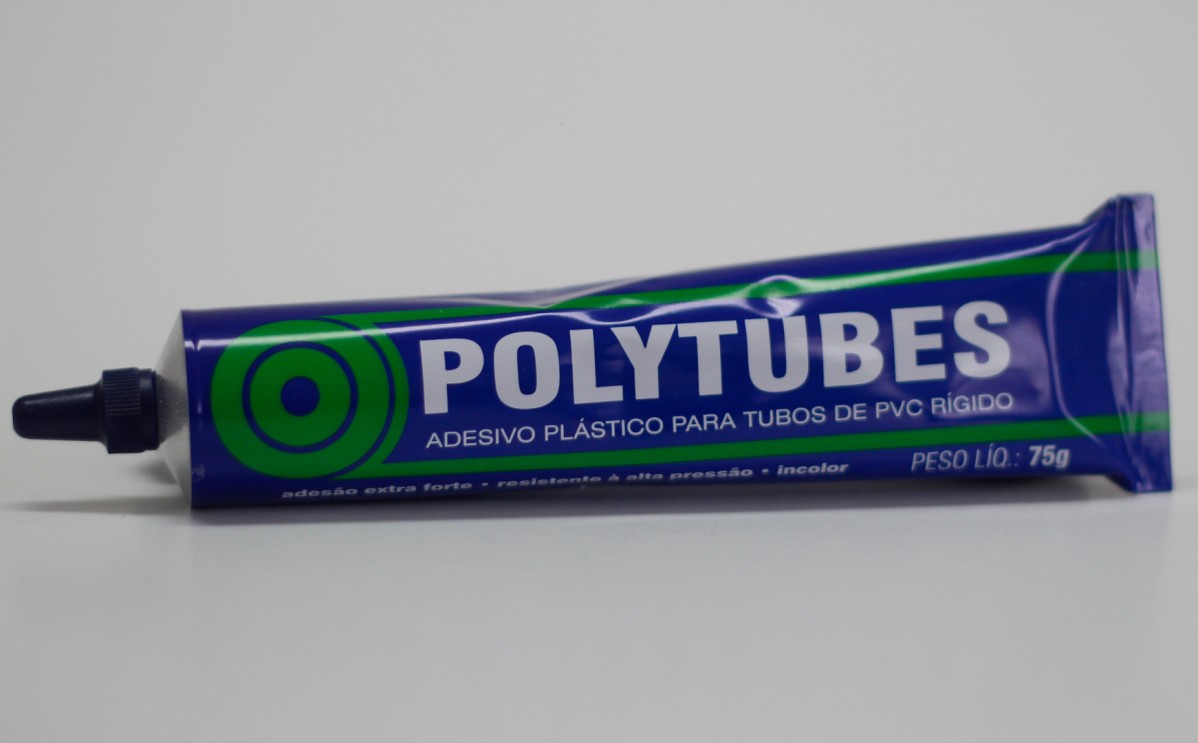 POLYTUBES
ADESIVO PLÁSTICO PARA TUBOS DE PVC RÍGIDO
adesão extra forte • resistente à alta pressão • incolor
PESO LÍQ.: 75g